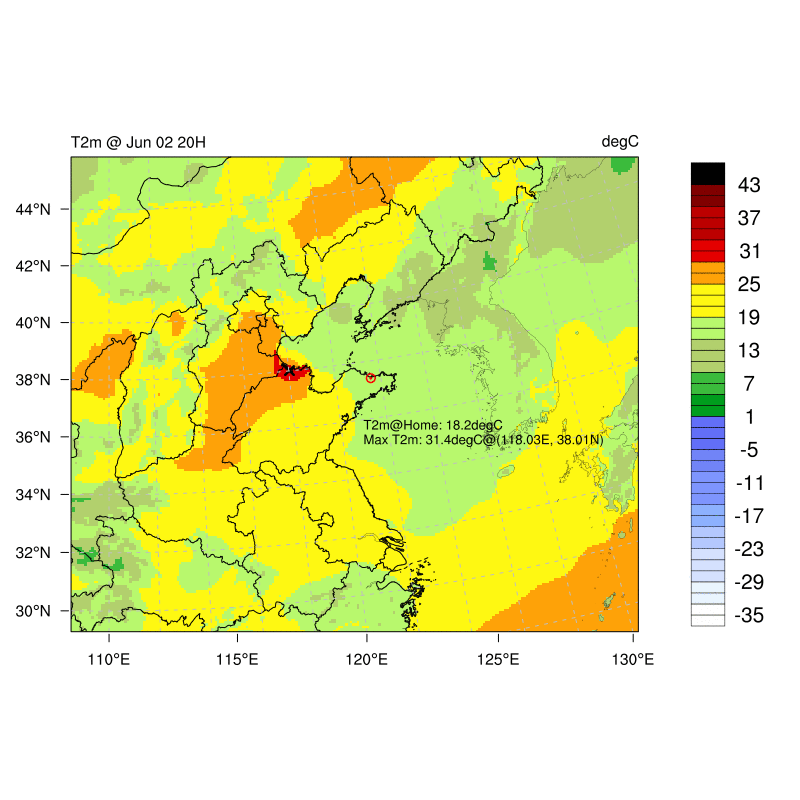 T2m @ Jun 02 20H
degC
44°N
42°N
40°N
38°N
36°N
34°N
32°N
30°N
110°E
115°E
120°E
125°E
130°E
T2m@Home: 18.2degC
Max T2m: 31.4degC@(118.03E, 38.01N)
43
37
31
25
19
13
7
1
-5
-11
-17
-23
-29
-35